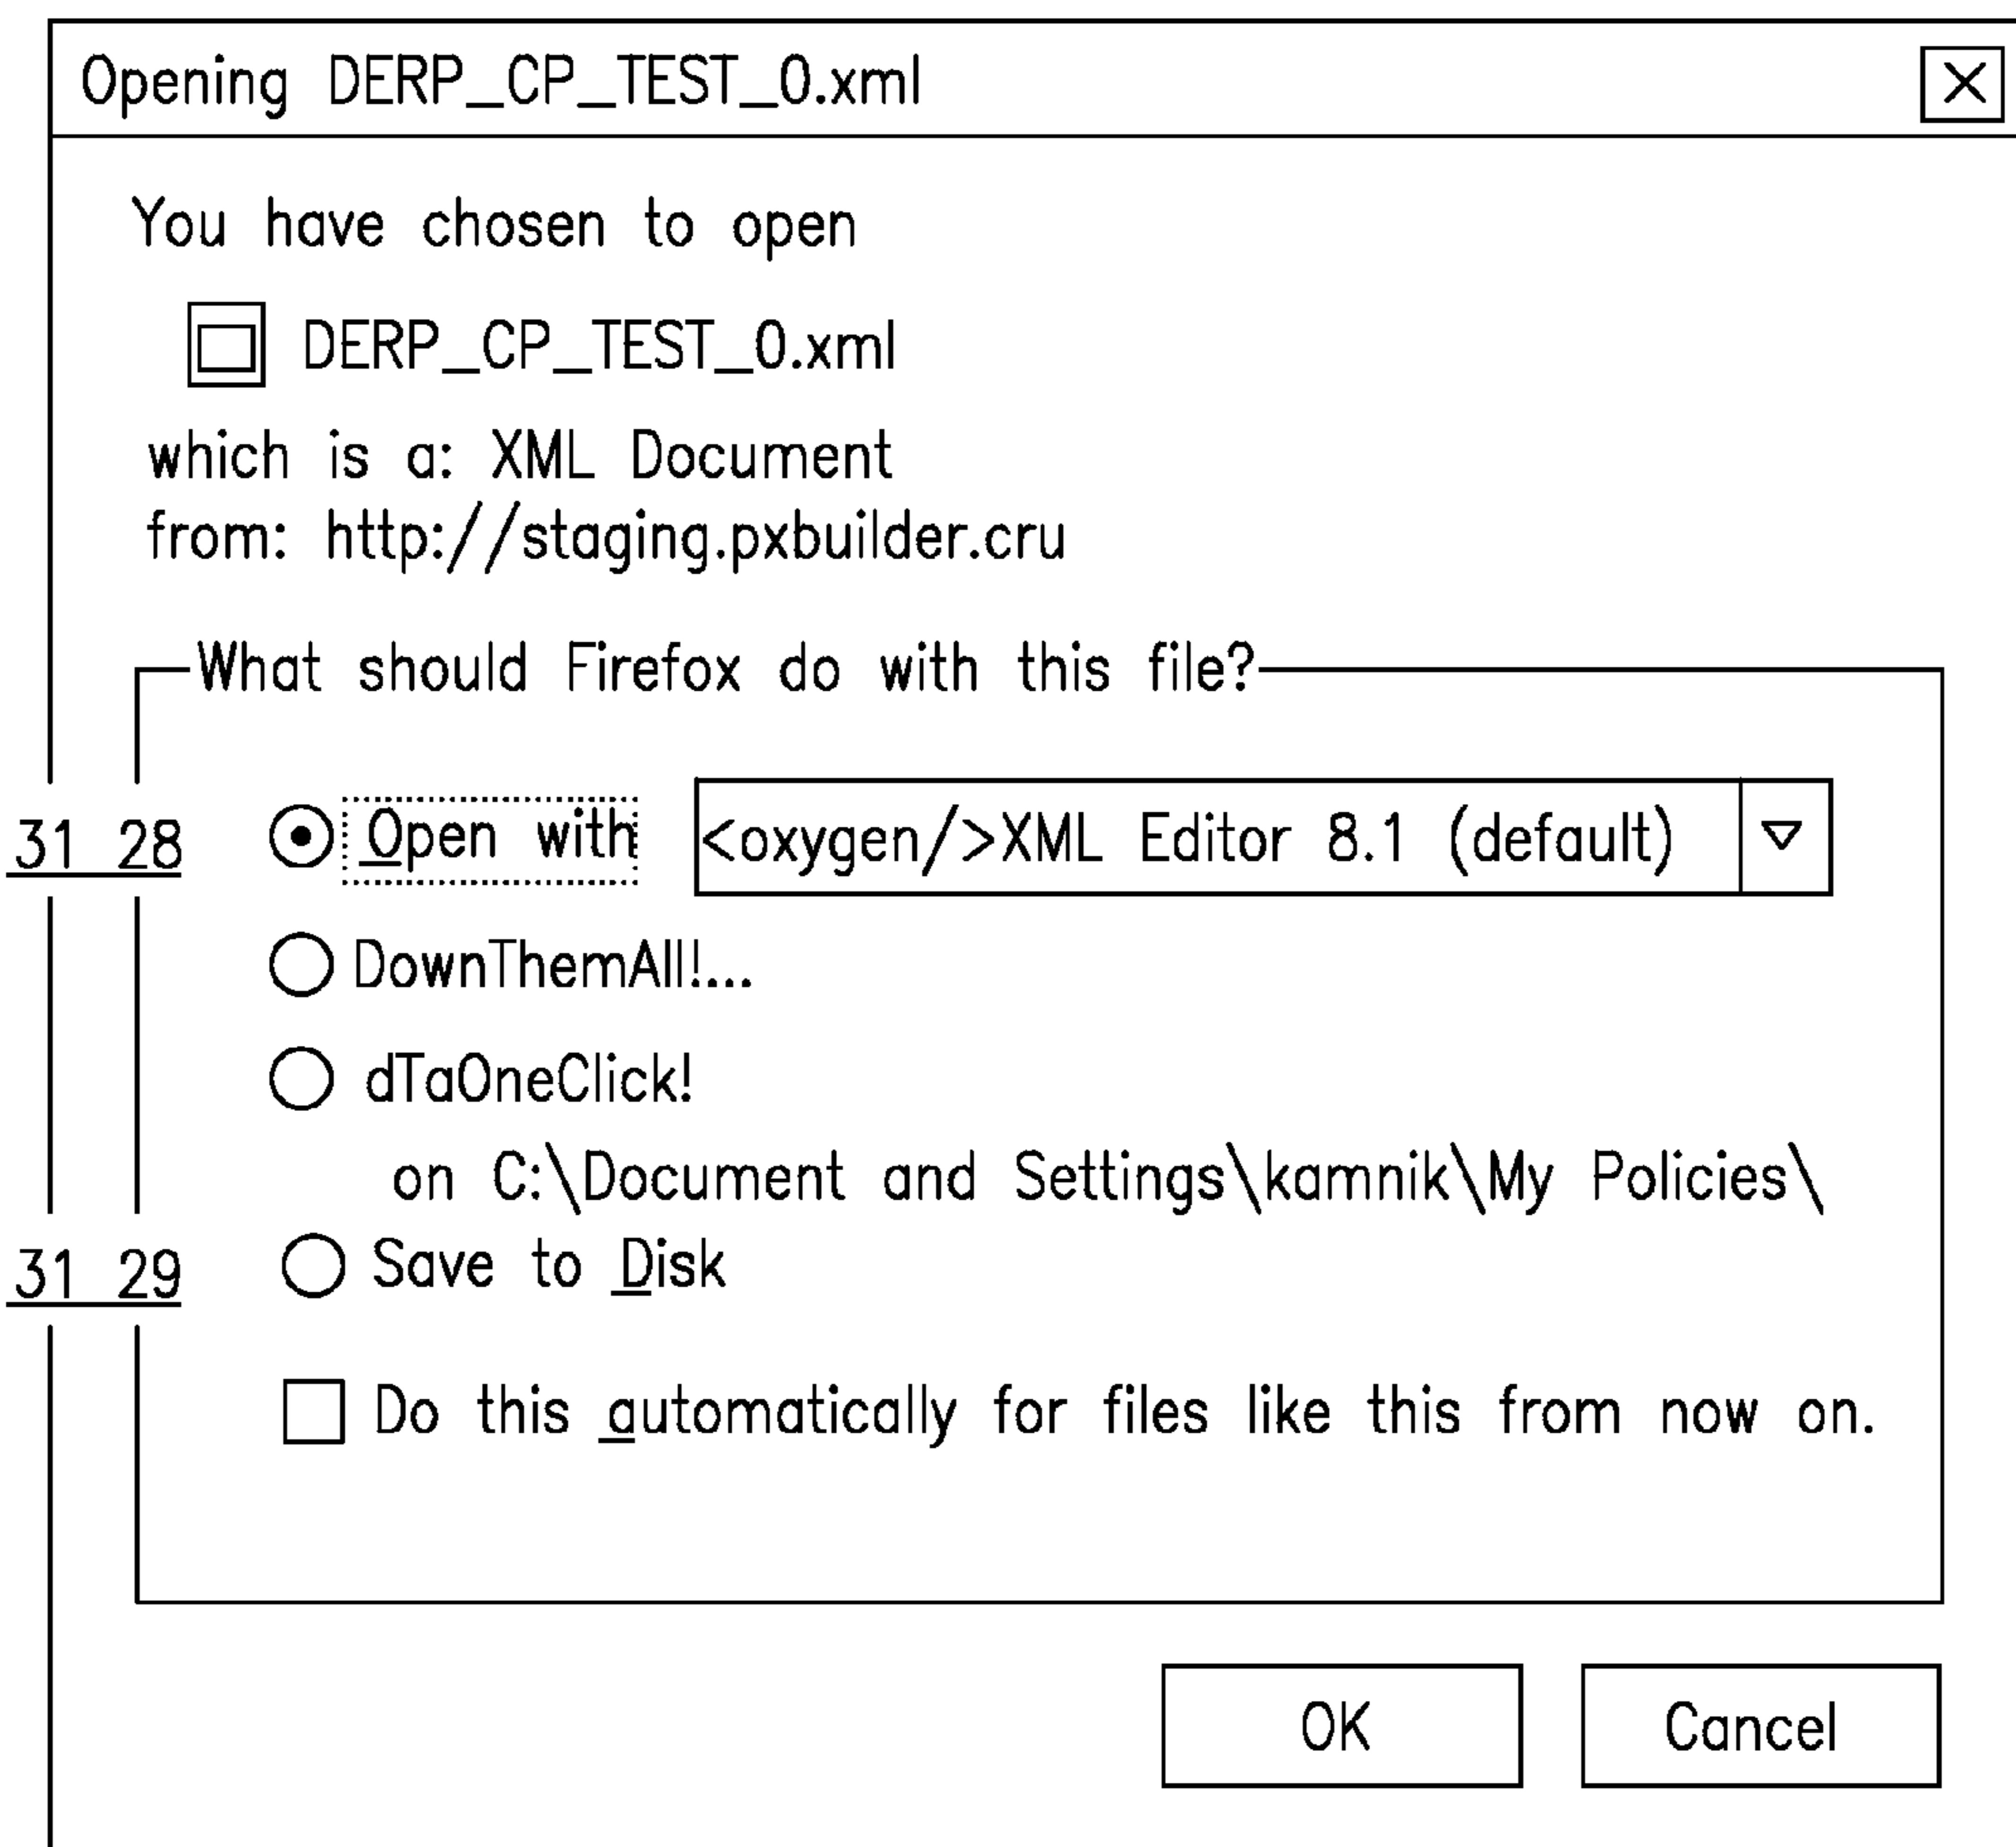 Opening DERP_CP_TEST_0.xml
You have chosen to open
DERP_CP_TEST_0.xml
which is a: XML Document
from: http://staging.pxbuilder.cru
What should Firefox do with this file?
31 28 Open with <oxygen/>XML Editor 8.1 (default)
DownThemAll!...
dTaOneClick!
on C:\Document and Settings\kamnik\My Policies\
31 29 Save to Disk
Do this automatically for files like this from now on.
OK Cancel